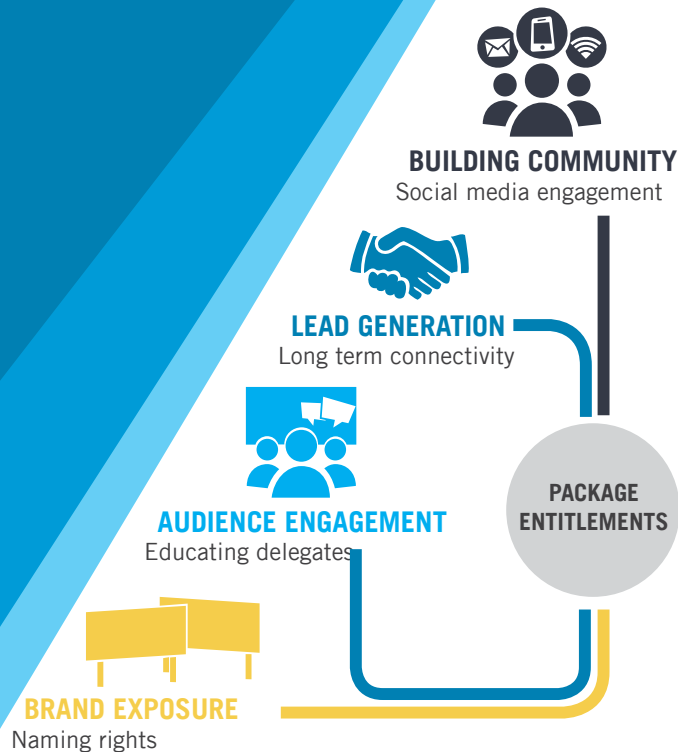 BUILDING COMMUNITY
Social media engagement
LEAD GENERATION
Long term connectivity
AUDIENCE ENGAGEMENT
Educating delegates
PACKAGE
ENTITLEMENTS
BRAND EXPOSURE
Naming rights